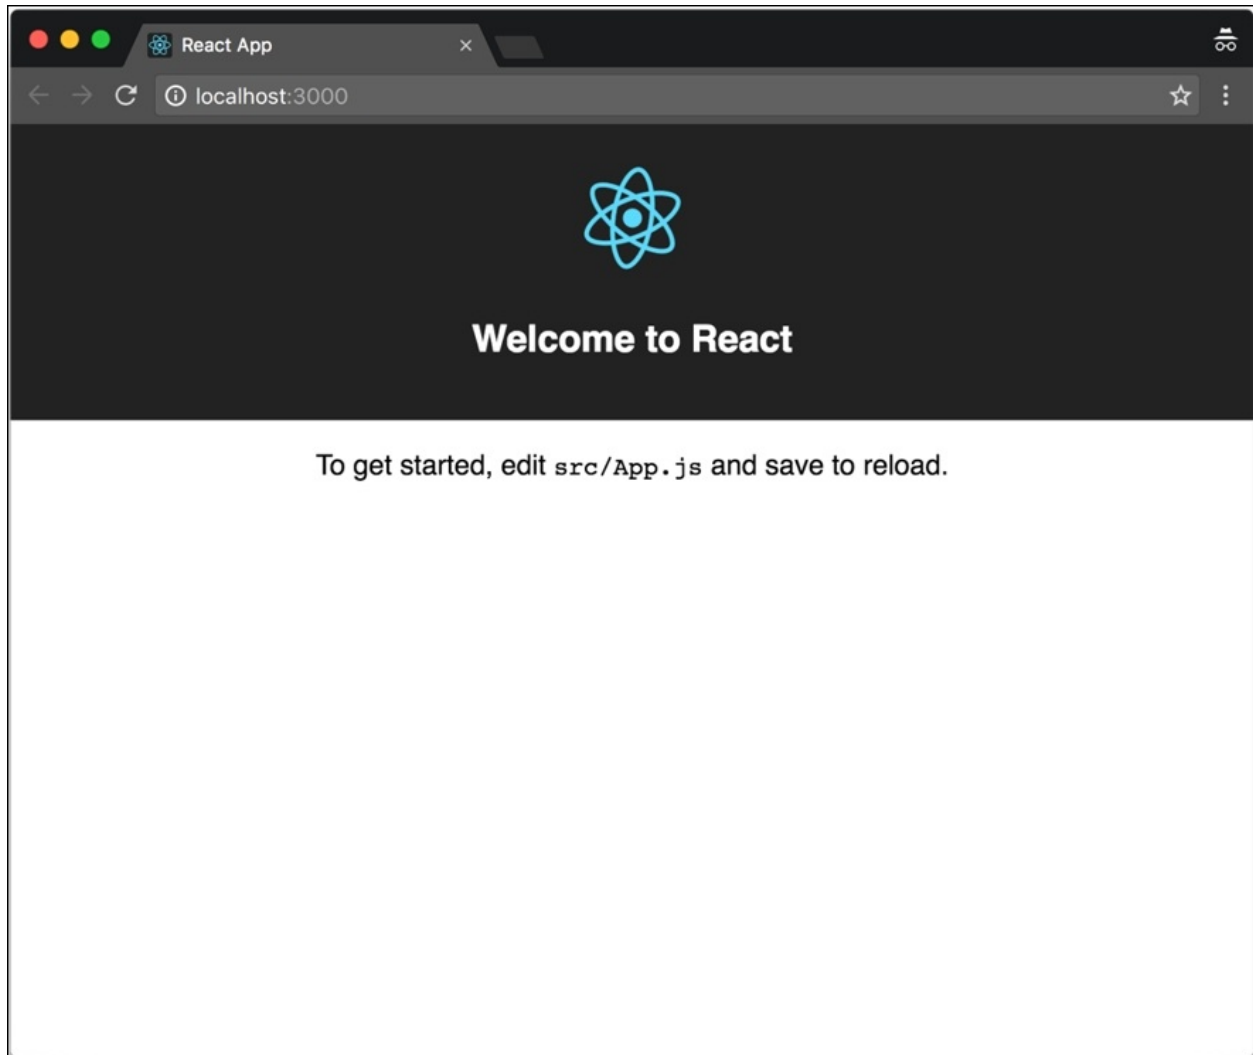 React App
localhost:3000
Welcome to React
To get started, edit src/App.js and save to reload.